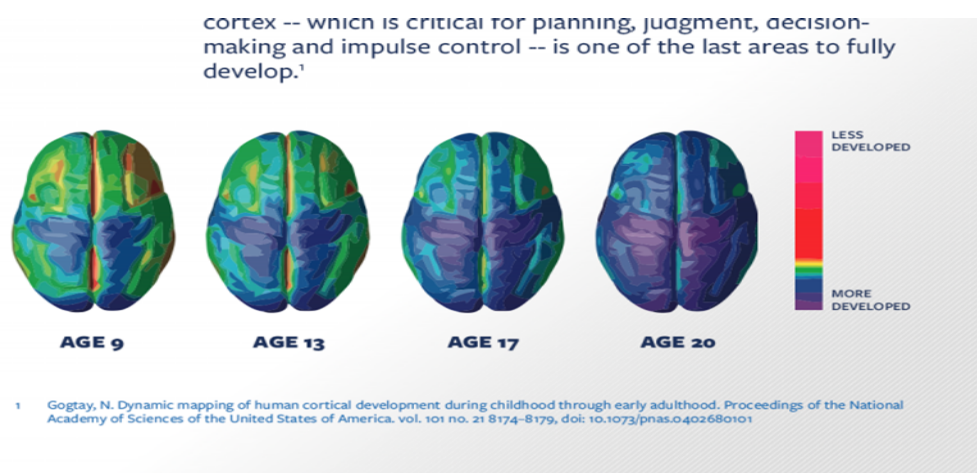 cortex -- which is critical for planning, judgment, decision-
making and impulse control -- is one of the last areas to fully
develop.¹
LESS
DEVELOPED
MORE
DEVELOPED
AGE 9
AGE 13
AGE 17
AGE 20
1 Gogtay, N. Dynamic mapping of human cortical development during childhood through early adulthood. Proceedings of the National
Academy of Sciences of the United States of America. vol. 101 no. 21 8174–8179, doi: 10.1073/pnas.0402680101